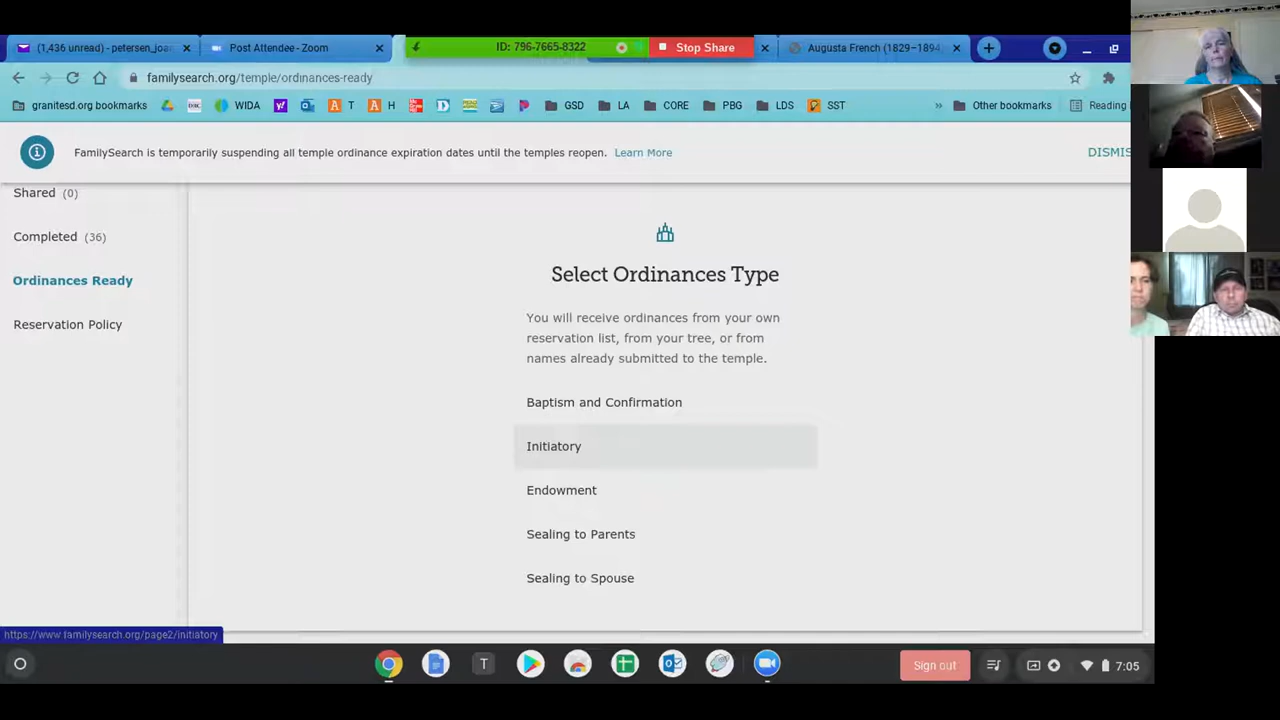 (1,436 unread) - petersen_joa
Post Attendee - Zoom
ID: 796-7665-8322
Stop Share
Augusta French (1829–1894
familysearch.org/temple/ordinances-ready
granitesd.org bookmarks
WIDA
T
H
GSD
LA
CORE
PBG
LDS
SST
»
Other bookmarks
Reading
FamilySearch is temporarily suspending all temple ordinance expiration dates until the temples reopen. Learn More
DISMIS
Shared (0)
Completed (36)
Ordinances Ready
Reservation Policy
Select Ordinances Type
You will receive ordinances from your own
reservation list, from your tree, or from
names already submitted to the temple.
Baptism and Confirmation
Initiatory
Endowment
Sealing to Parents
Sealing to Spouse
https://www.familysearch.org/page2/initiatory
T
Sign out
7:05